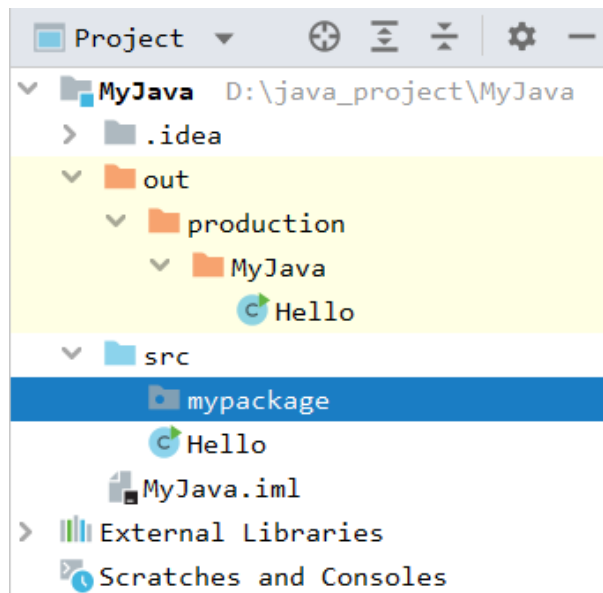 Project
MyJava D:\java_project\MyJava
.idea
out
production
MyJava
Hello
src
mypackage
Hello
MyJava.iml
External Libraries
Scratches and Consoles